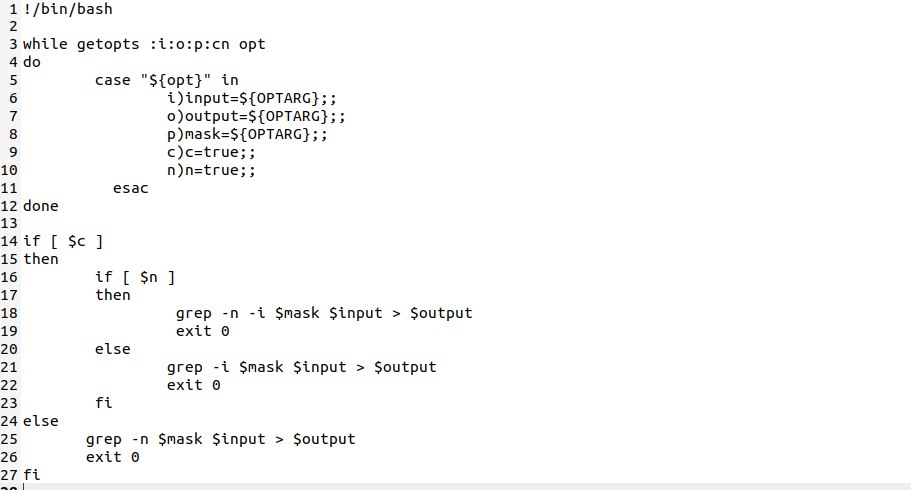 1 !/bin/bash
2
3 while getopts :i:o:p:cn opt
4 do
5 case "${opt}" in
6 i)input=${OPTARG};;
7 o)output=${OPTARG};;
8 p)mask=${OPTARG};;
9 c)c=true;;
10 n)n=true;;
11 esac
12 done
13
14 if [ $c ]
15 then
16 if [ $n ]
17 then
18 grep -n -i $mask $input > $output
19 exit 0
20 else
21 grep -i $mask $input > $output
22 exit 0
23 fi
24 else
25 grep -n $mask $input > $output
26 exit 0
27 fi
28